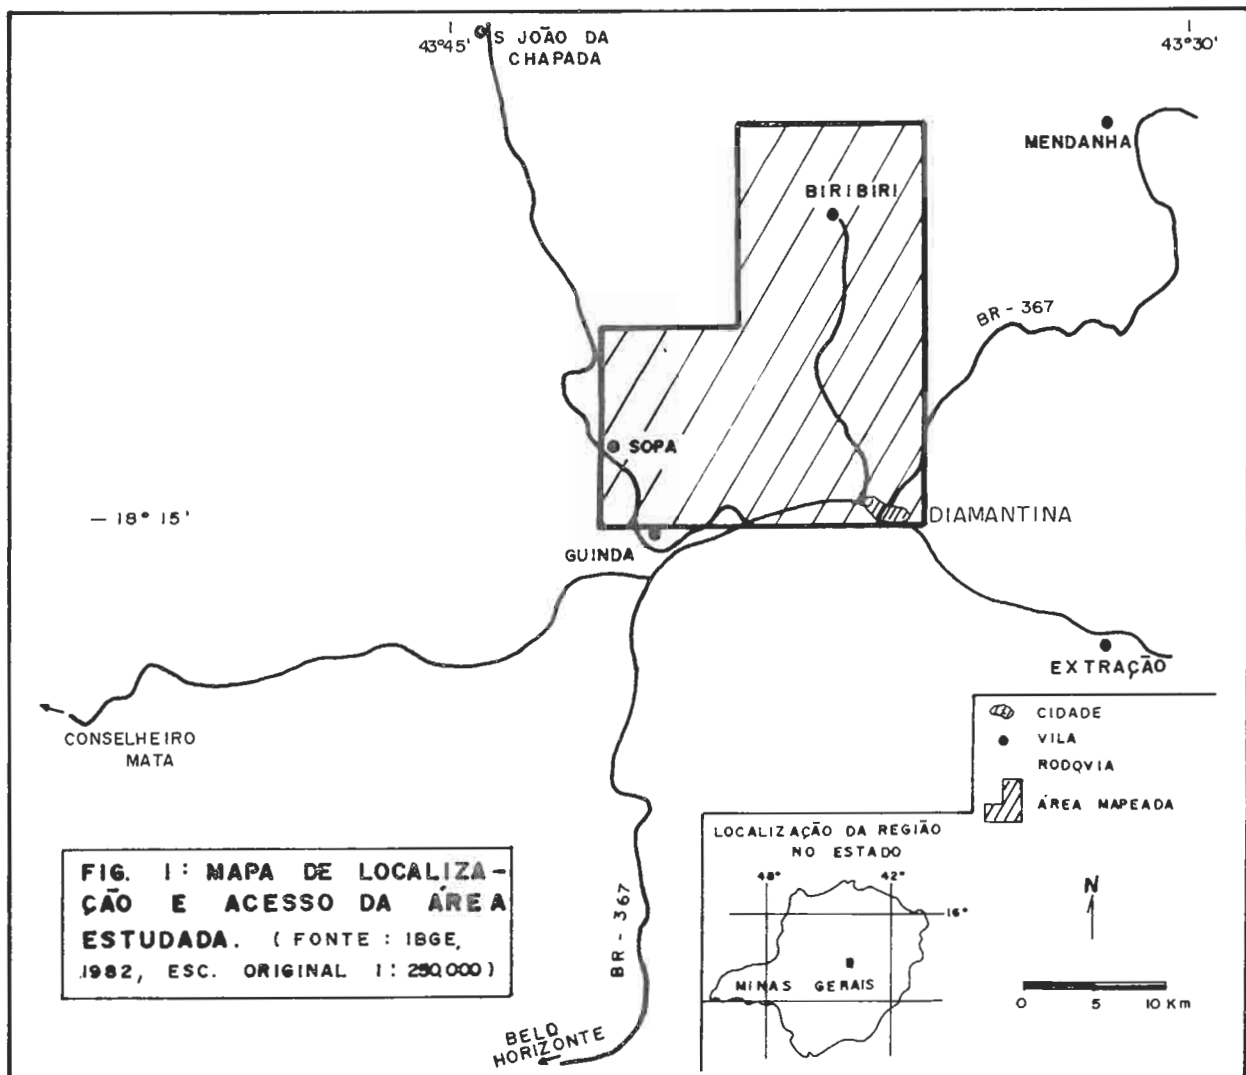 43°45'
43°30'
S JOÃO DA
CHAPADA
MENDANHA
BIRIBIRI
BR - 367
SOPA
— 18° 15'
DIAMANTINA
GUINDA
EXTRAÇÃO
CONSELHEIRO
MATA
CIDADE
VILA
RODOVIA
ÁREA MAPEADA
LOCALIZAÇÃO DA REGIÃO
NO ESTADO
48°
42°
16°
MINAS GERAIS
N
0 5 10 Km
FIG. 1: MAPA DE LOCALIZA-
ÇÃO E ACESSO DA ÁREA
ESTUDADA. ( FONTE : IBGE,
1982, ESC. ORIGINAL 1: 250,000 )
BR - 367
BELO
HORIZONTE